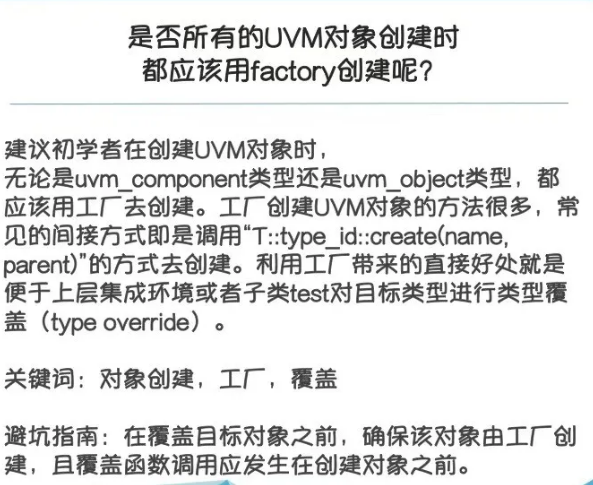 是否所有的UVM对象创建时
都应该用factory创建呢？
建议初学者在创建UVM对象时，
无论是uvm_component类型还是uvm_object类型，都
应该用工厂去创建。工厂创建UVM对象的方法很多，常
见的间接方式即是调用“T::type_id::create(name,
parent)”的方式去创建。利用工厂带来的直接好处就是
便于上层集成环境或者子类test对目标类型进行类型覆
盖（type override）。
关键词：对象创建，工厂，覆盖
避坑指南：在覆盖目标对象之前，确保该对象由工厂创
建，且覆盖函数调用应发生在创建对象之前。